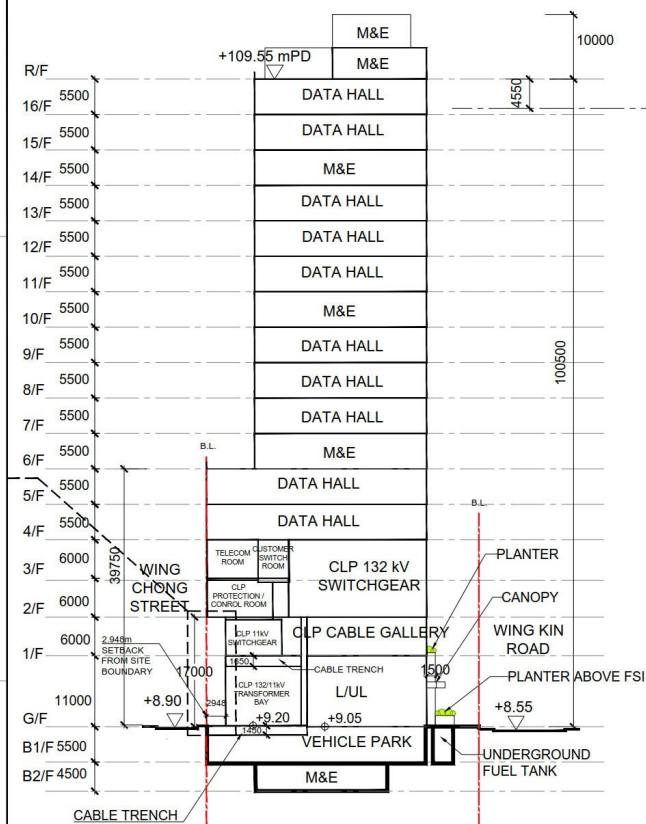 M&E
10000
+109.55 mPD
M&E
R/F
5500
DATA HALL
4550
16/F
5500
DATA HALL
15/F
5500
M&E
14/F
5500
DATA HALL
13/F
5500
DATA HALL
12/F
5500
DATA HALL
11/F
5500
M&E
10/F
5500
DATA HALL
9/F
5500
DATA HALL
8/F
5500
DATA HALL
7/F
5500
M&E
6/F
100500
B.L.
5500
DATA HALL
5/F
B.L.
5500
DATA HALL
4/F
6000
TELECOM
ROOM
CUSTOMER
SWITCH
ROOM
CLP 132 kV
SWITCHGEAR
PLANTER
3/F
39750
WING
CHONG
STREET
6000
CLP
PROTECTION /
CONROL ROOM
CANOPY
2/F
6000
2.948m
SETBACK
FROM SITE
BOUNDARY
CLP 11kV
SWITCHGEAR
CLP CABLE GALLERY
WING KIN
ROAD
1/F
17000
1650
CABLE TRENCH
1500
11000
CLP 132/11kV
TRANSFORMER
BAY
L/UL
PLANTER ABOVE FSI
+8.90
2948
+8.55
G/F
+9.20
+9.05
1450
B1/F
5500
VEHICLE PARK
UNDERGROUND
FUEL TANK
B2/F
4500
M&E
CABLE TRENCH